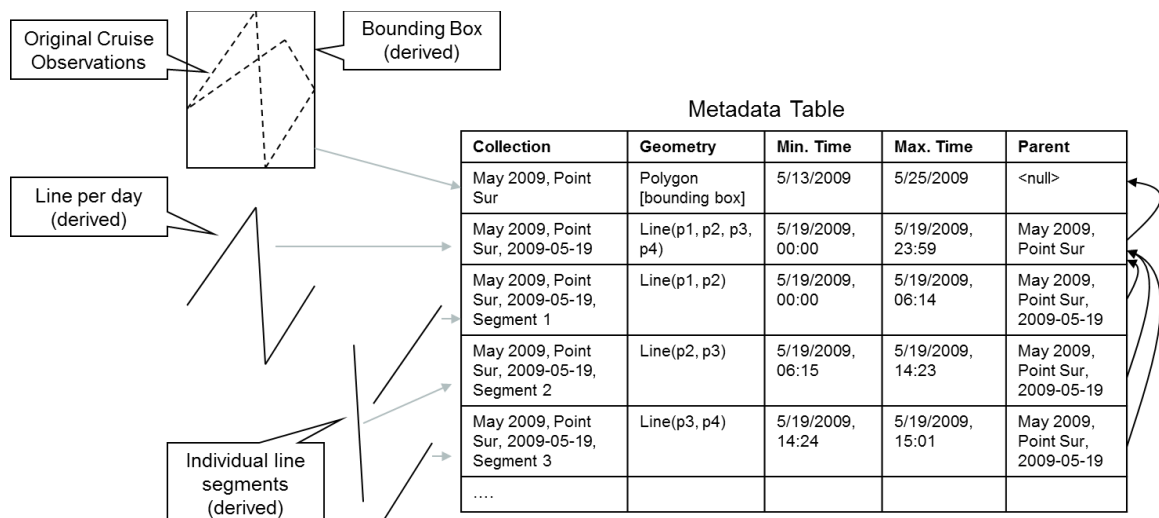 Original Cruise
Observations
Bounding Box
(derived)
Line per day
(derived)
Individual line
segments
(derived)
Metadata Table
Collection Geometry Min. Time Max. Time Parent
May 2009, Point Polygon 5/13/2009 5/25/2009 <null>
Sur [bounding box]
May 2009, Point Line(p1, p2, p3, 5/19/2009, 5/19/2009, May 2009,
Sur, 2009-05-19 p4) 00:00 23:59 Point Sur
May 2009, Point Line(p1, p2) 5/19/2009, 5/19/2009, May 2009,
Sur, 2009-05-19, 00:00 06:14 Point Sur,
Segment 1 2009-05-19
May 2009, Point Line(p2, p3) 5/19/2009, 5/19/2009, May 2009,
Sur, 2009-05-19, 06:15 14:23 Point Sur,
Segment 2 2009-05-19
May 2009, Point Line(p3, p4) 5/19/2009, 5/19/2009, May 2009,
Sur, 2009-05-19, 14:24 15:01 Point Sur,
Segment 3 2009-05-19
....